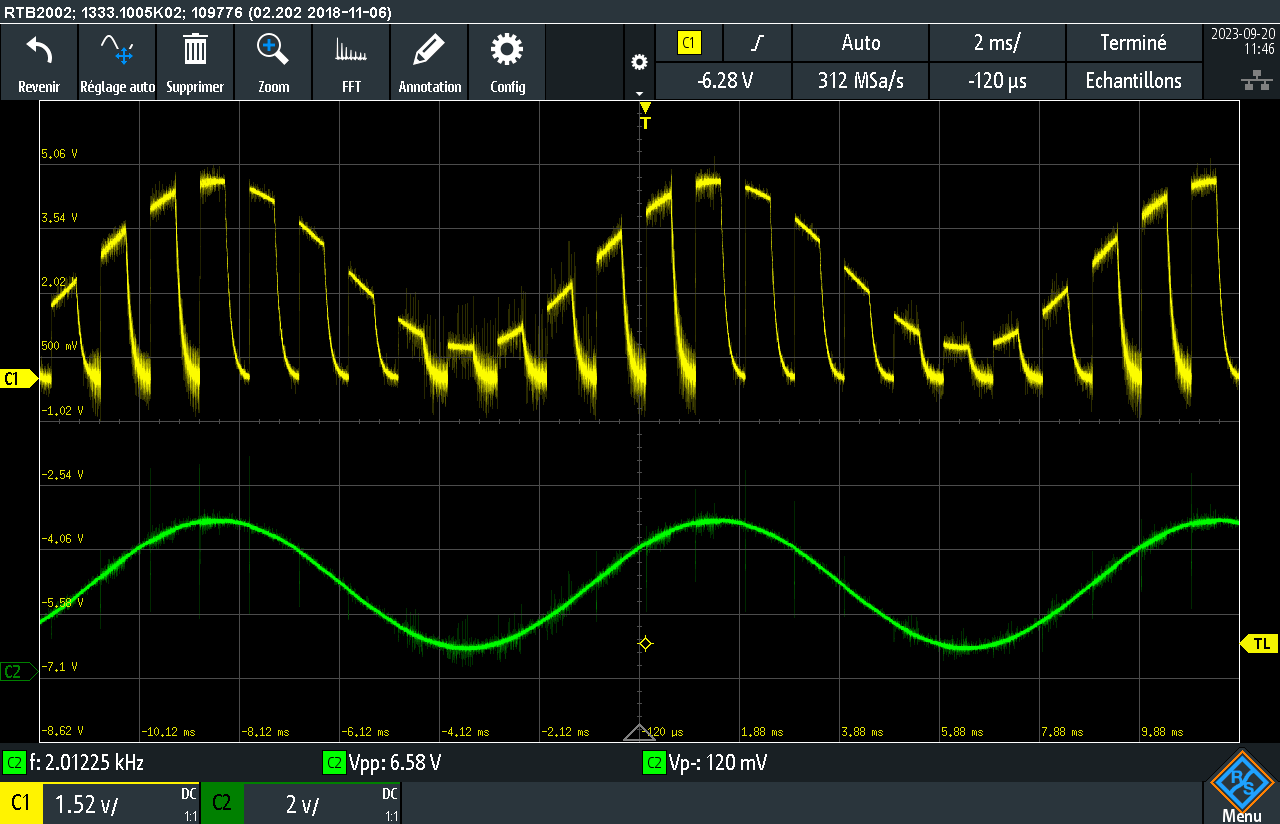 RTB2002; 1333.1005K02; 109776 (02.202 2018-11-06)
Revenir
Réglage auto
Supprimer
Zoom
FFT
Annotation
Config
C1
Auto
2 ms/
Terminé
2023-09-20
11:46
-6.28 V
312 MSa/s
-120 µs
Echantillons
T
5.06 V
3.54 V
2.02 V
500 mV
C1
-1.02 V
-2.54 V
-4.06 V
-5.58 V
TL
C2
-7.1 V
-8.62 V
-10.12 ms
-8.12 ms
-6.12 ms
-4.12 ms
-2.12 ms
-120 µs
1.88 ms
3.88 ms
5.88 ms
7.88 ms
9.88 ms
C2 f: 2.01225 kHz
C2 Vpp: 6.58 V
C2 Vp-: 120 mV
C1 1.52 v/ DC 1:1
C2 2 v/ DC 1:1
R S
Menu